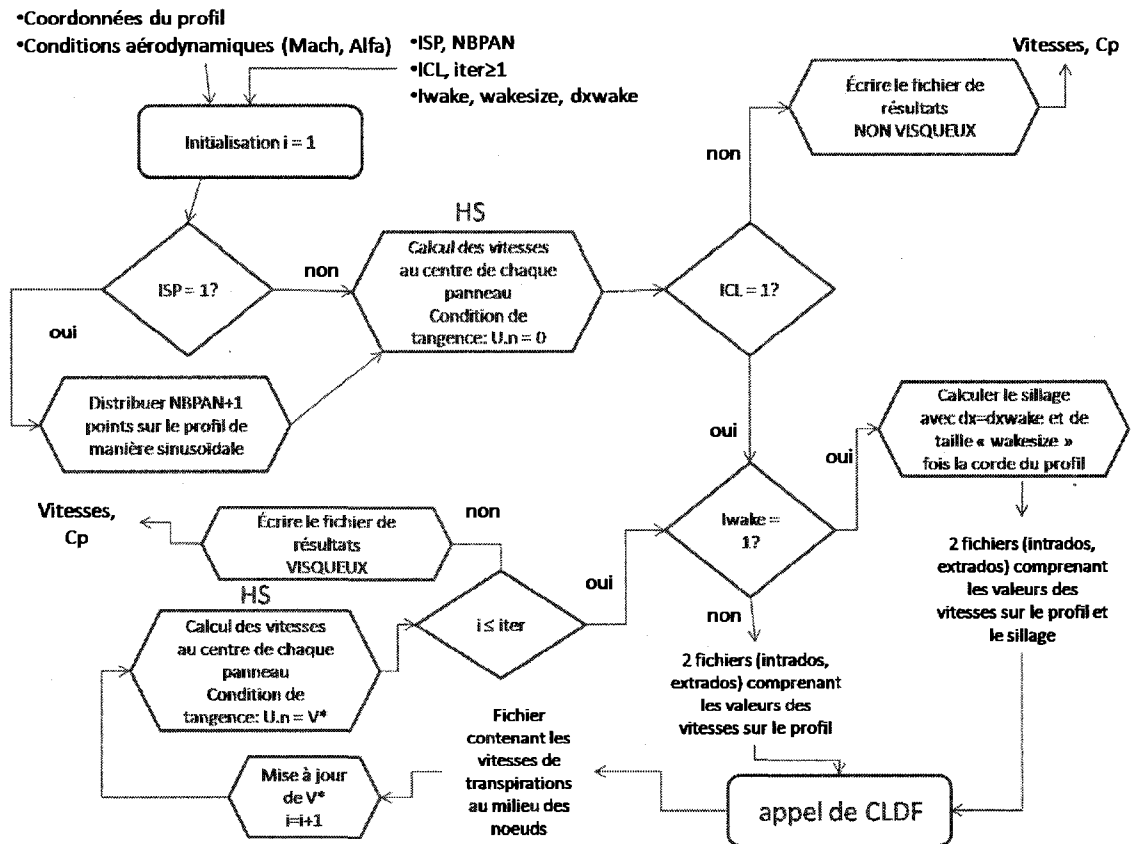 •Coordonnées du profil
•Conditions aérodynamiques (Mach, Alfa)
•ISP, NBPAN
•ICL, iter≥1
•Iwake, wakesize, dxwake
Initialisation i = 1
ISP = 1?
oui
non
Distribuer NBPAN+1
points sur le profil de
manière sinusoïdale
HS
Calcul des vitesses
au centre de chaque
panneau
Condition de
tangence: U.n = 0
ICL = 1?
non
Écrire le fichier de
résultats
NON VISQUEUX
Vitesses, Cp
oui
Iwake =
1?
oui
Calculer le sillage
avec dx=dxwake et de
taille « wakesize »
fois la corde du profil
2 fichiers (intrados,
extrados) comprenant
les valeurs des
vitesses sur le profil et
le sillage
non
2 fichiers (intrados,
extrados) comprenant
les valeurs des
vitesses sur le profil
appel de CLDF
Fichier
contenant les
vitesses de
transpirations
au milieu des
noeuds
Mise à jour
de V*
i=i+1
HS
Calcul des vitesses
au centre de chaque
panneau
Condition de
tangence: U.n = V*
i ≤ iter
oui
non
Écrire le fichier de
résultats
VISQUEUX
Vitesses,
Cp